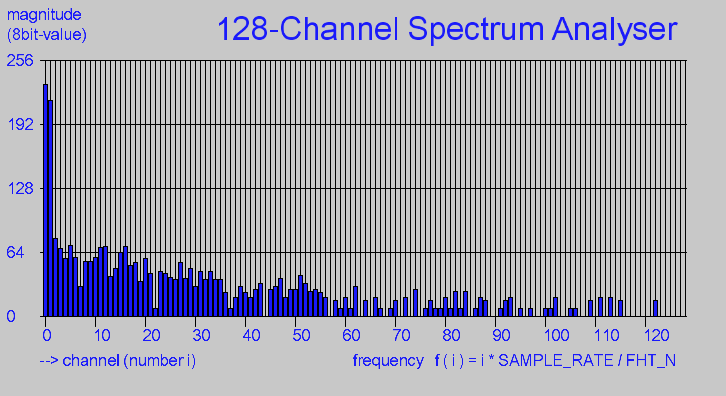 magnitude
(8bit-value)
128-Channel Spectrum Analyser
256
192
128
64
0
0 10 20 30 40 50 60 70 80 90 100 110 120
--> channel (number i) frequency f ( i ) = i * SAMPLE_RATE / FHT_N